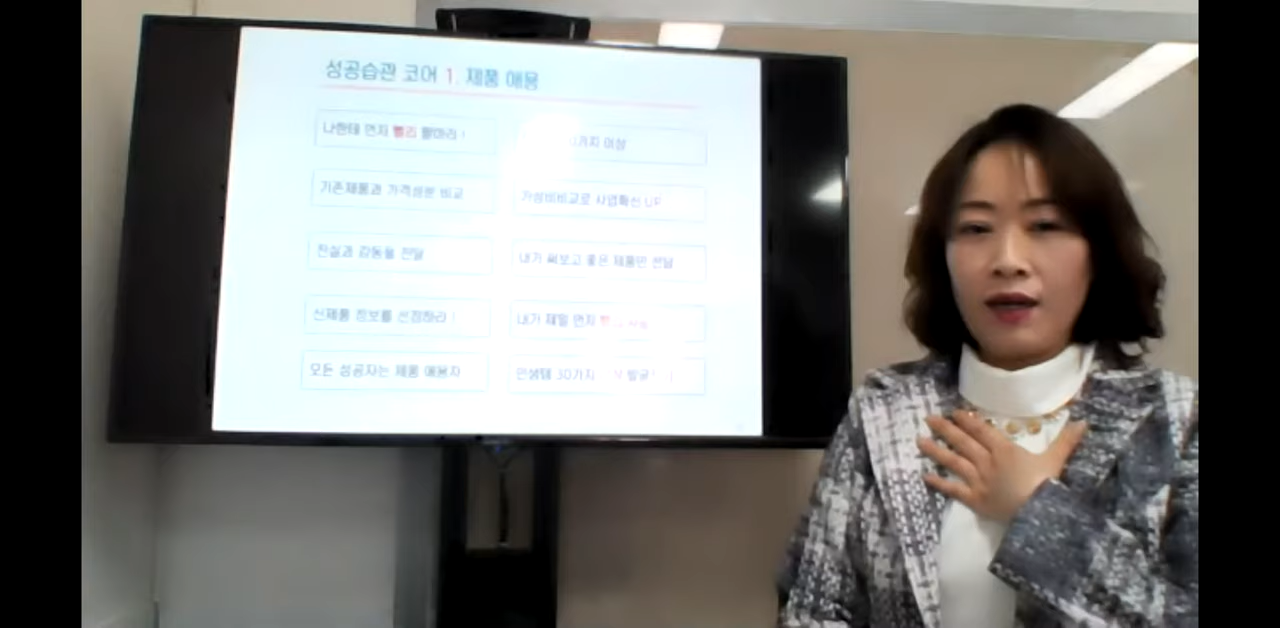 성공습관 코어 1. 제품 애용
나한테 먼저 빨리 팔아라 !
가지 이상
기존제품과 가격성분 비교
가성비비교로 사업확신 UP
진실과 감동을 전달
내가 써보고 좋은 제품만 전달
신제품 정보를 선점하라 !
내가 제일 먼저
모든 성공자는 제품 애용자
인생템 30가지